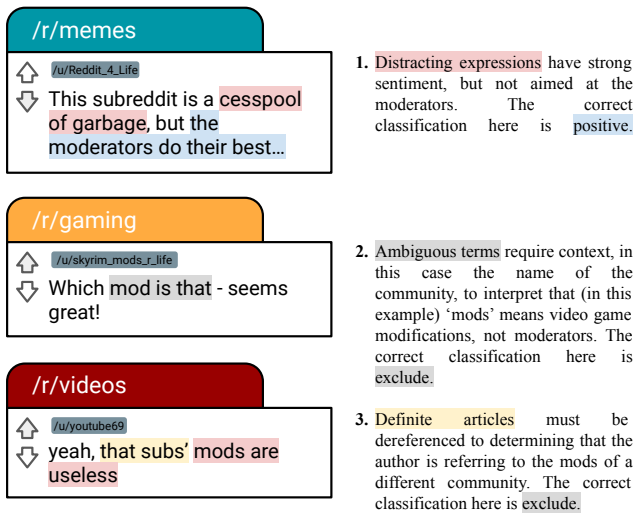 /r/memes
/u/Reddit_4_Life
This subreddit is a cesspool
of garbage, but the
moderators do their best...
1. Distracting expressions have strong
sentiment, but not aimed at the
moderators. The correct
classification here is positive.
/r/gaming
/u/skyrim_mods_r_life
Which mod is that - seems
great!
2. Ambiguous terms require context, in
this case the name of the
community, to interpret that (in this
example) ‘mods’ means video game
modifications, not moderators. The
correct classification here is
exclude.
/r/videos
/u/youtube69
yeah, that subs’ mods are
useless
3. Definite articles must be
dereferenced to determining that the
author is referring to the mods of a
different community. The correct
classification here is exclude.